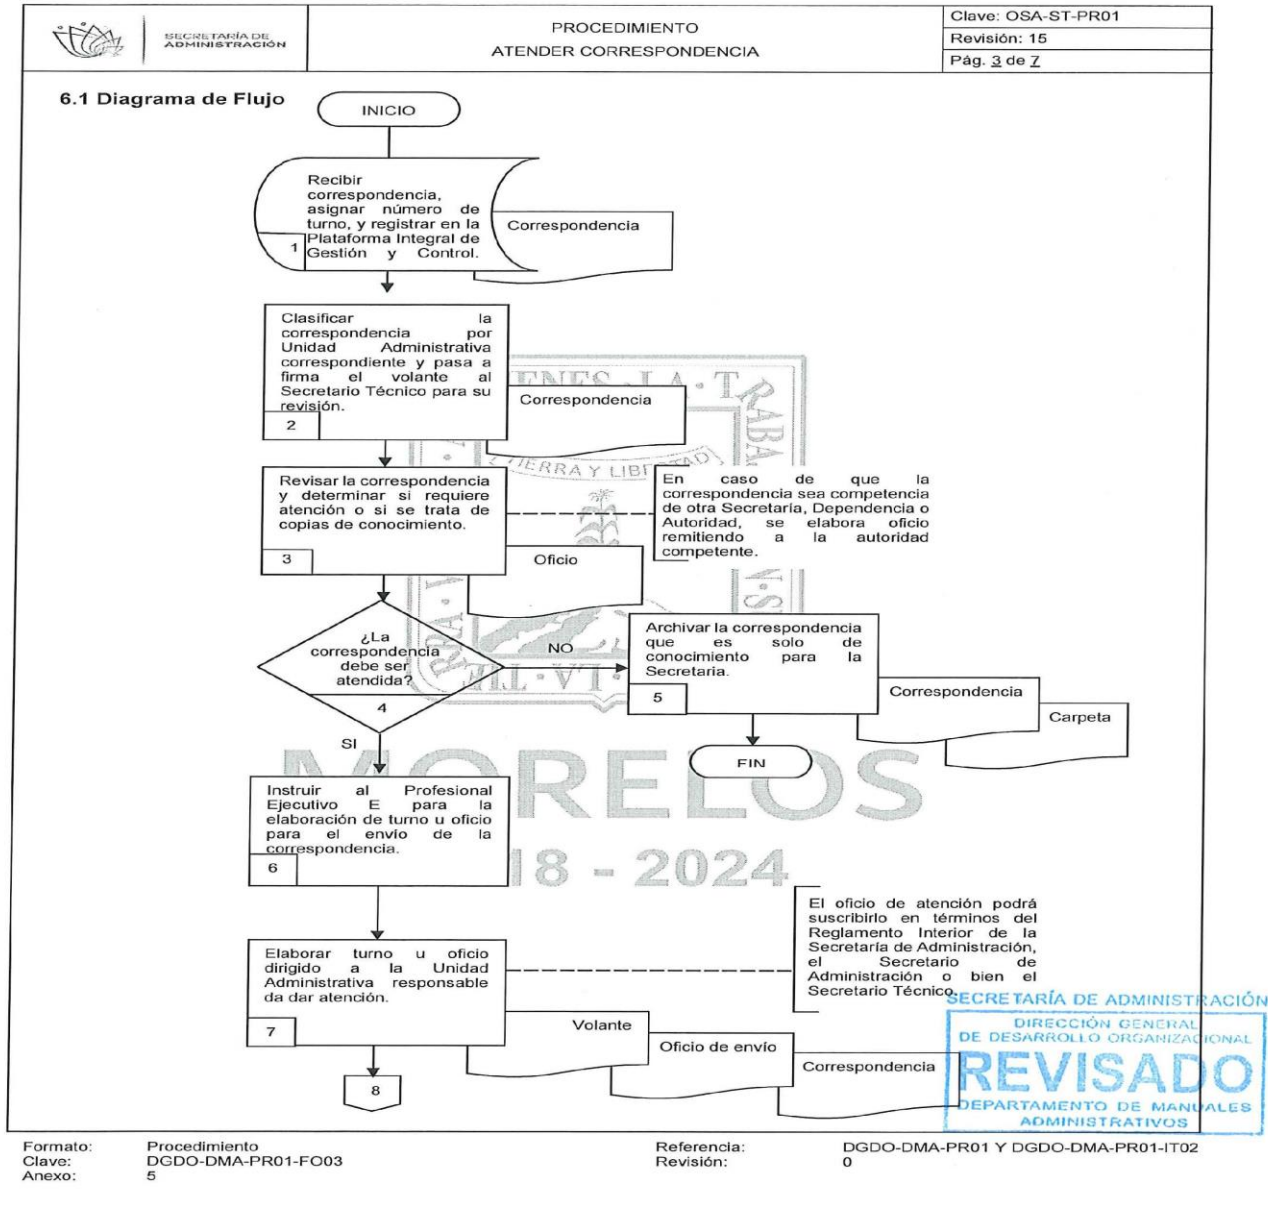 SECRETARÍA DE
ADMINISTRACIÓN
PROCEDIMIENTO
ATENDER CORRESPONDENCIA
Clave: OSA-ST-PR01
Revisión: 15
Pág. 3 de 7
6.1 Diagrama de Flujo
INICIO
Recibir
correspondencia,
asignar número de
turno, y registrar en la
Plataforma Integral de
Gestión y Control.
1
Correspondencia
Clasificar la
correspondencia por
Unidad Administrativa
correspondiente y pasa a
firma el volante al
Secretario Técnico para su
revisión.
2
Correspondencia
Revisar la correspondencia
y determinar si requiere
atención o si se trata de
copias de conocimiento.
3
Oficio
En caso de que la
correspondencia sea competencia
de otra Secretaría, Dependencia o
Autoridad, se elabora oficio
remitiendo a la autoridad
competente.
¿La
correspondencia
debe ser
atendida?
4
NO
SI
Archivar la correspondencia
que es solo de
conocimiento para la
Secretaria.
5
Correspondencia
Carpeta
FIN
Instruir al Profesional
Ejecutivo E para la
elaboración de turno u oficio
para el envío de la
correspondencia.
6
MORELOS
18 - 2024
Elaborar turno u oficio
dirigido a la Unidad
Administrativa responsable
da dar atención.
7
Volante
Oficio de envío
Correspondencia
El oficio de atención podrá
suscribirlo en términos del
Reglamento Interior de la
Secretaría de Administración,
el Secretario de
Administración o bien el
Secretario Técnico.
8
SECRETARÍA DE ADMINISTRACIÓN
DIRECCIÓN GENERAL
DE DESARROLLO ORGANIZACIONAL
REVISADO
DEPARTAMENTO DE MANUALES
ADMINISTRATIVOS
Formato: Procedimiento
Clave: DGDO-DMA-PR01-FO03
Anexo: 5
Referencia: DGDO-DMA-PR01 Y DGDO-DMA-PR01-IT02
Revisión: 0